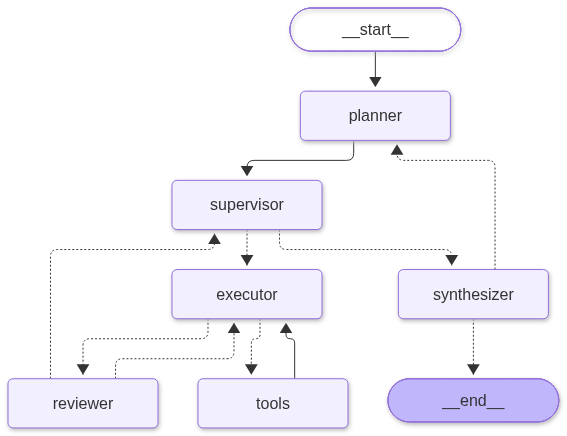 __start__
planner
supervisor
executor
synthesizer
reviewer
tools
__end__